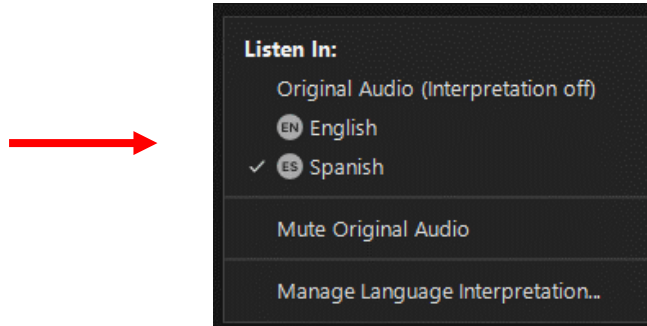 Listen In:
Original Audio (Interpretation off)
EN English
ES Spanish
Mute Original Audio
Manage Language Interpretation...